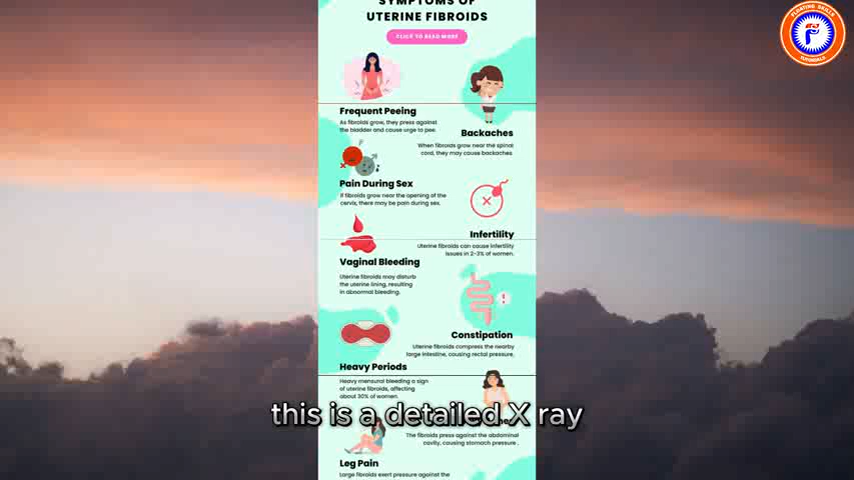 SYMPTOMS OF
UTERINE FIBROIDS
CLICK TO READ MORE
Frequent Peeing
As fibroids grow, they press against
the bladder and cause urge to pee.
Backaches
When fibroids grow near the spinal
cord, they may cause backaches.
Pain During Sex
If fibroids grow near the opening of the
cervix, there may be pain during sex.
Infertility
Uterine fibroids can cause infertility
issues in 2-3% of women.
Vaginal Bleeding
Uterine fibroids may disturb
the uterine lining, resulting
in abnormal bleeding.
Constipation
Uterine fibroids compress the nearby
large intestine, causing rectal pressure.
Heavy Periods
Heavy mensural bleeding a sign
of uterine fibroids, affecting
about 30% of women.
this is a detailed X ray
The fibroids press against the abdominal
cavity, causing stomach pressure .
Leg Pain
Large fibroids exert pressure against the
FLOATING SKILLS
TUTORIALS